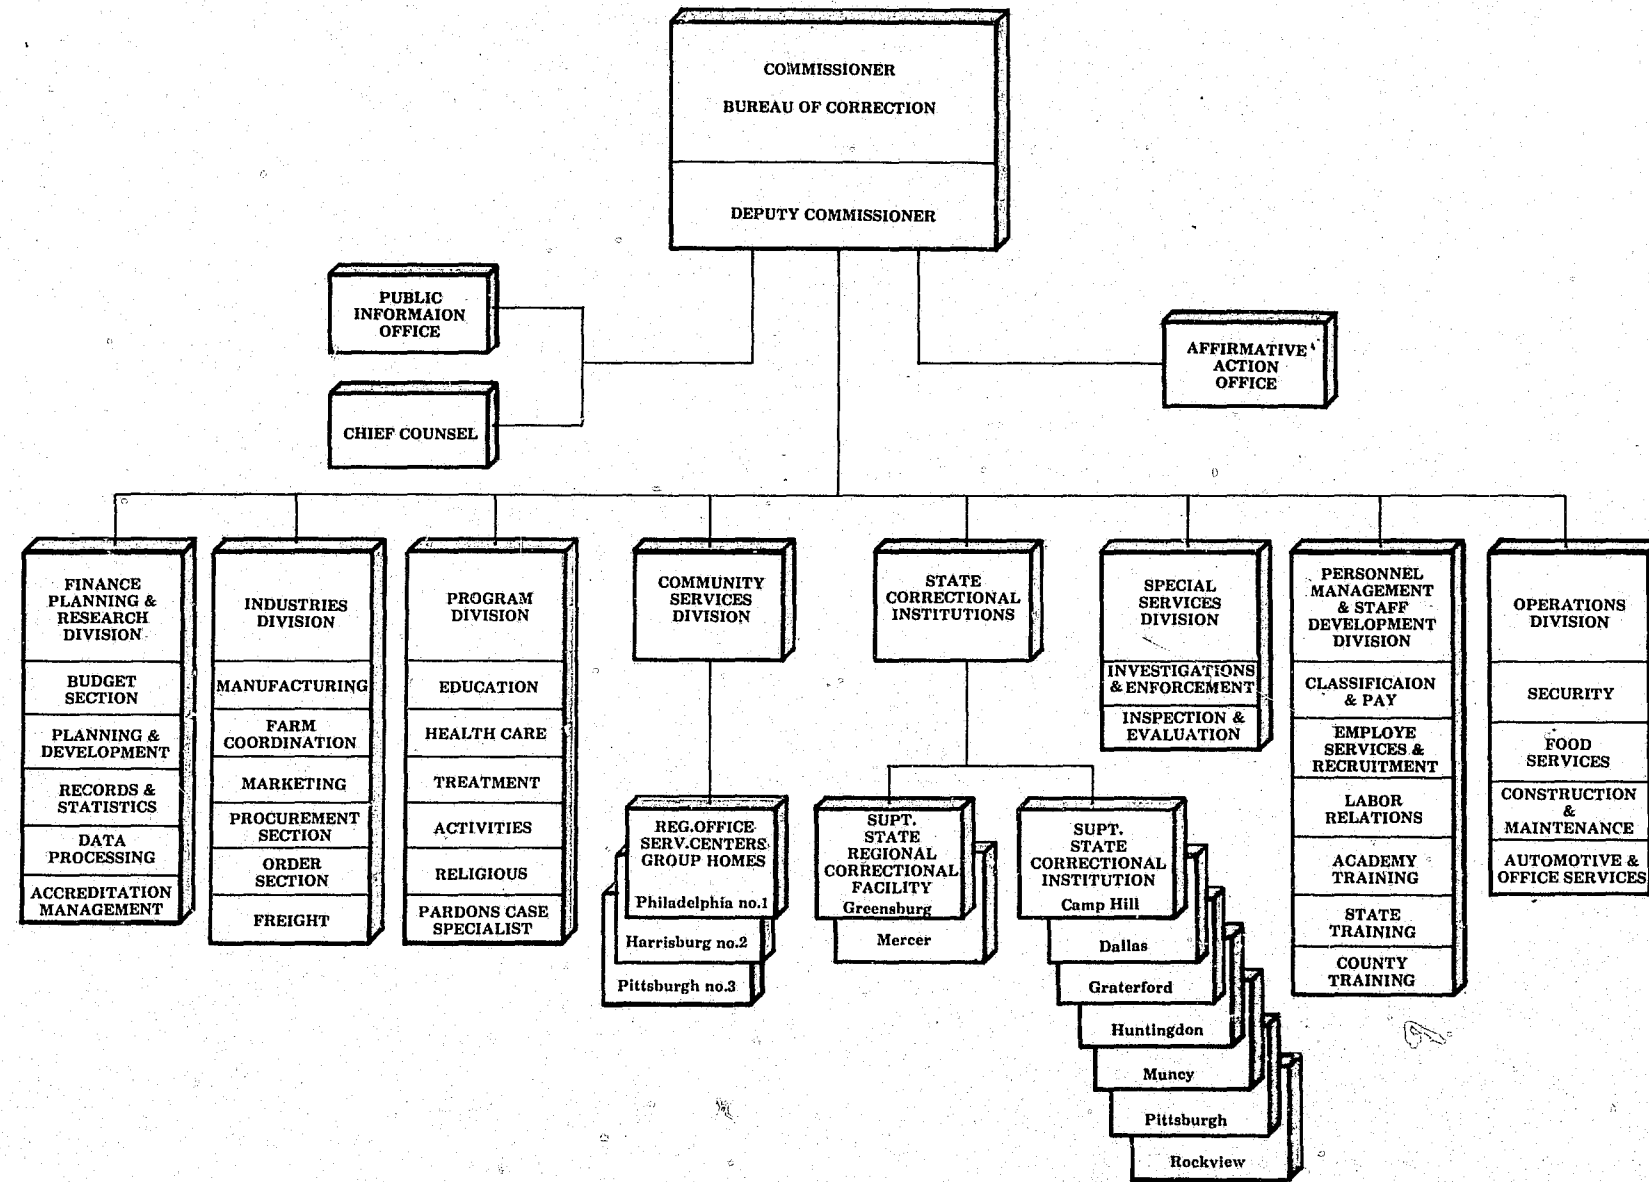 COMMISSIONER
BUREAU OF CORRECTION
DEPUTY COMMISSIONER
PUBLIC
INFORMAION
OFFICE
CHIEF COUNSEL
AFFIRMATIVE
ACTION
OFFICE
FINANCE
PLANNING &
RESEARCH
DIVISION
BUDGET
SECTION
PLANNING &
DEVELOPMENT
RECORDS &
STATISTICS
DATA
PROCESSING
ACCREDITATION
MANAGEMENT
INDUSTRIES
DIVISION
MANUFACTURING
FARM
COORDINATION
MARKETING
PROCUREMENT
SECTION
ORDER
SECTION
FREIGHT
PROGRAM
DIVISION
EDUCATION
HEALTH CARE
TREATMENT
ACTIVITIES
RELIGIOUS
PARDONS CASE
SPECIALIST
COMMUNITY
SERVICES
DIVISION
REG.OFFICE
SERV.CENTERS
GROUP HOMES
Philadelphia no.1
Harrisburg no.2
Pittsburgh no.3
STATE
CORRECTIONAL
INSTITUTIONS
SUPT.
STATE
REGIONAL
CORRECTIONAL
FACILITY
Greensburg
Mercer
SUPT.
STATE
CORRECTIONAL
INSTITUTION
Camp Hill
Dallas
Graterford
Huntingdon
Muncy
Pittsburgh
Rockview
SPECIAL
SERVICES
DIVISION
INVESTIGATIONS
& ENFORCEMENT
INSPECTION &
EVALUATION
PERSONNEL
MANAGEMENT
& STAFF
DEVELOPMENT
DIVISION
CLASSIFICAION
& PAY
EMPLOYE
SERVICES &
RECRUITMENT
LABOR
RELATIONS
ACADEMY
TRAINING
STATE
TRAINING
COUNTY
TRAINING
OPERATIONS
DIVISION
SECURITY
FOOD
SERVICES
CONSTRUCTION
&
MAINTENANCE
AUTOMOTIVE &
OFFICE SERVICES